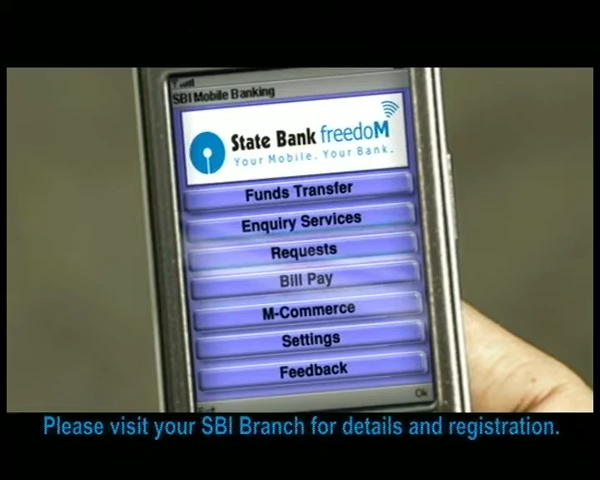 SBI Mobile Banking
State Bank freedoM
Your Mobile. Your Bank.
Funds Transfer
Enquiry Services
Requests
Bill Pay
M-Commerce
Settings
Feedback
Ok
Please visit your SBI Branch for details and registration.